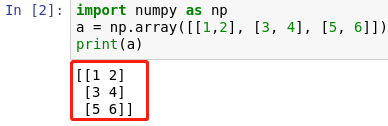 In [2]: import numpy as np
a = np.array([[1,2], [3, 4], [5, 6]])
print(a)
[[1 2]
 [3 4]
 [5 6]]